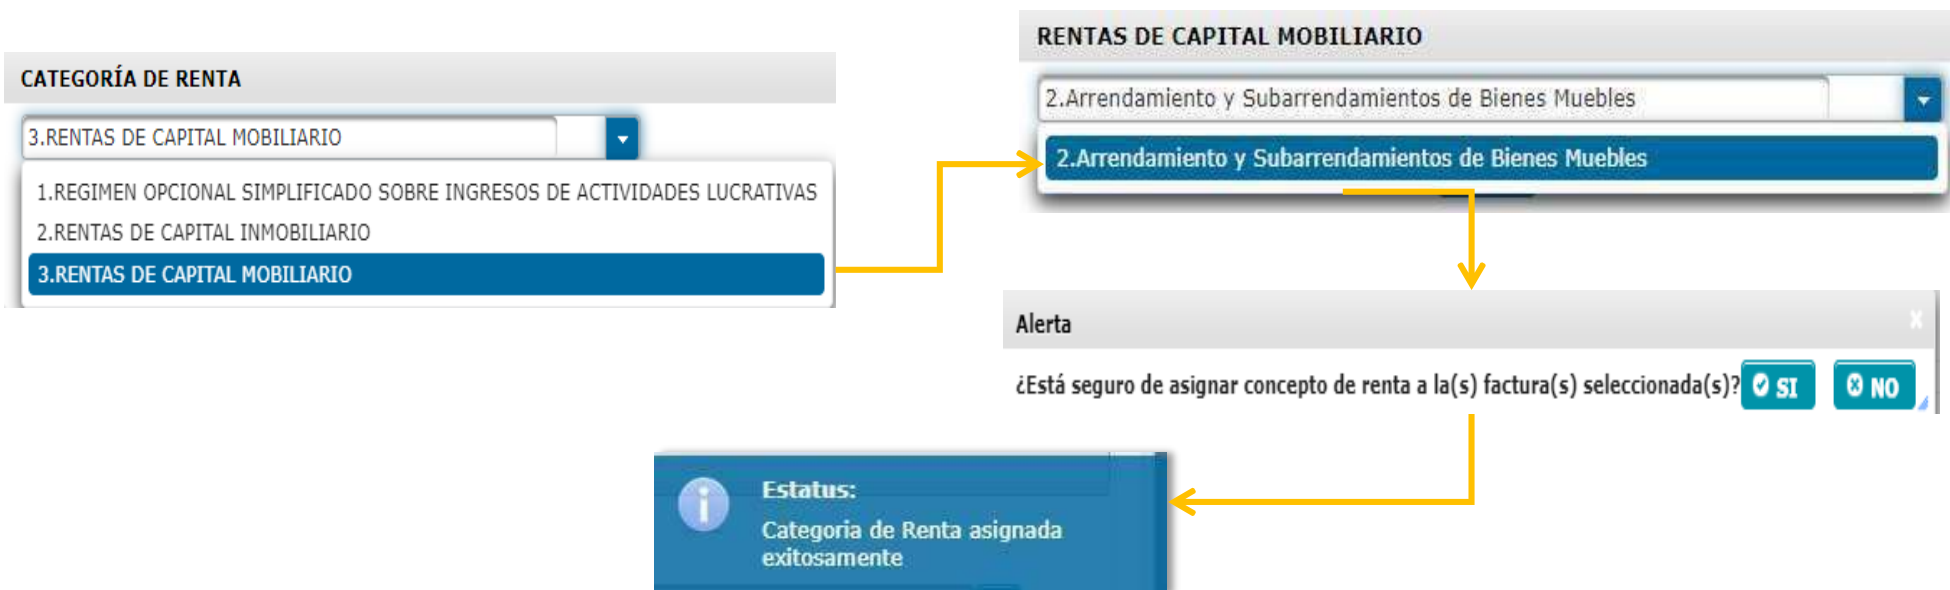 CATEGORÍA DE RENTA
3.RENTAS DE CAPITAL MOBILIARIO
1.REGIMEN OPCIONAL SIMPLIFICADO SOBRE INGRESOS DE ACTIVIDADES LUCRATIVAS
2.RENTAS DE CAPITAL INMOBILIARIO
3.RENTAS DE CAPITAL MOBILIARIO
RENTAS DE CAPITAL MOBILIARIO
2.Arrendamiento y Subarrendamientos de Bienes Muebles
2.Arrendamiento y Subarrendamientos de Bienes Muebles
Alerta
¿Está seguro de asignar concepto de renta a la(s) factura(s) seleccionada(s)? SI NO
Estatus:
Categoria de Renta asignada
exitosamente